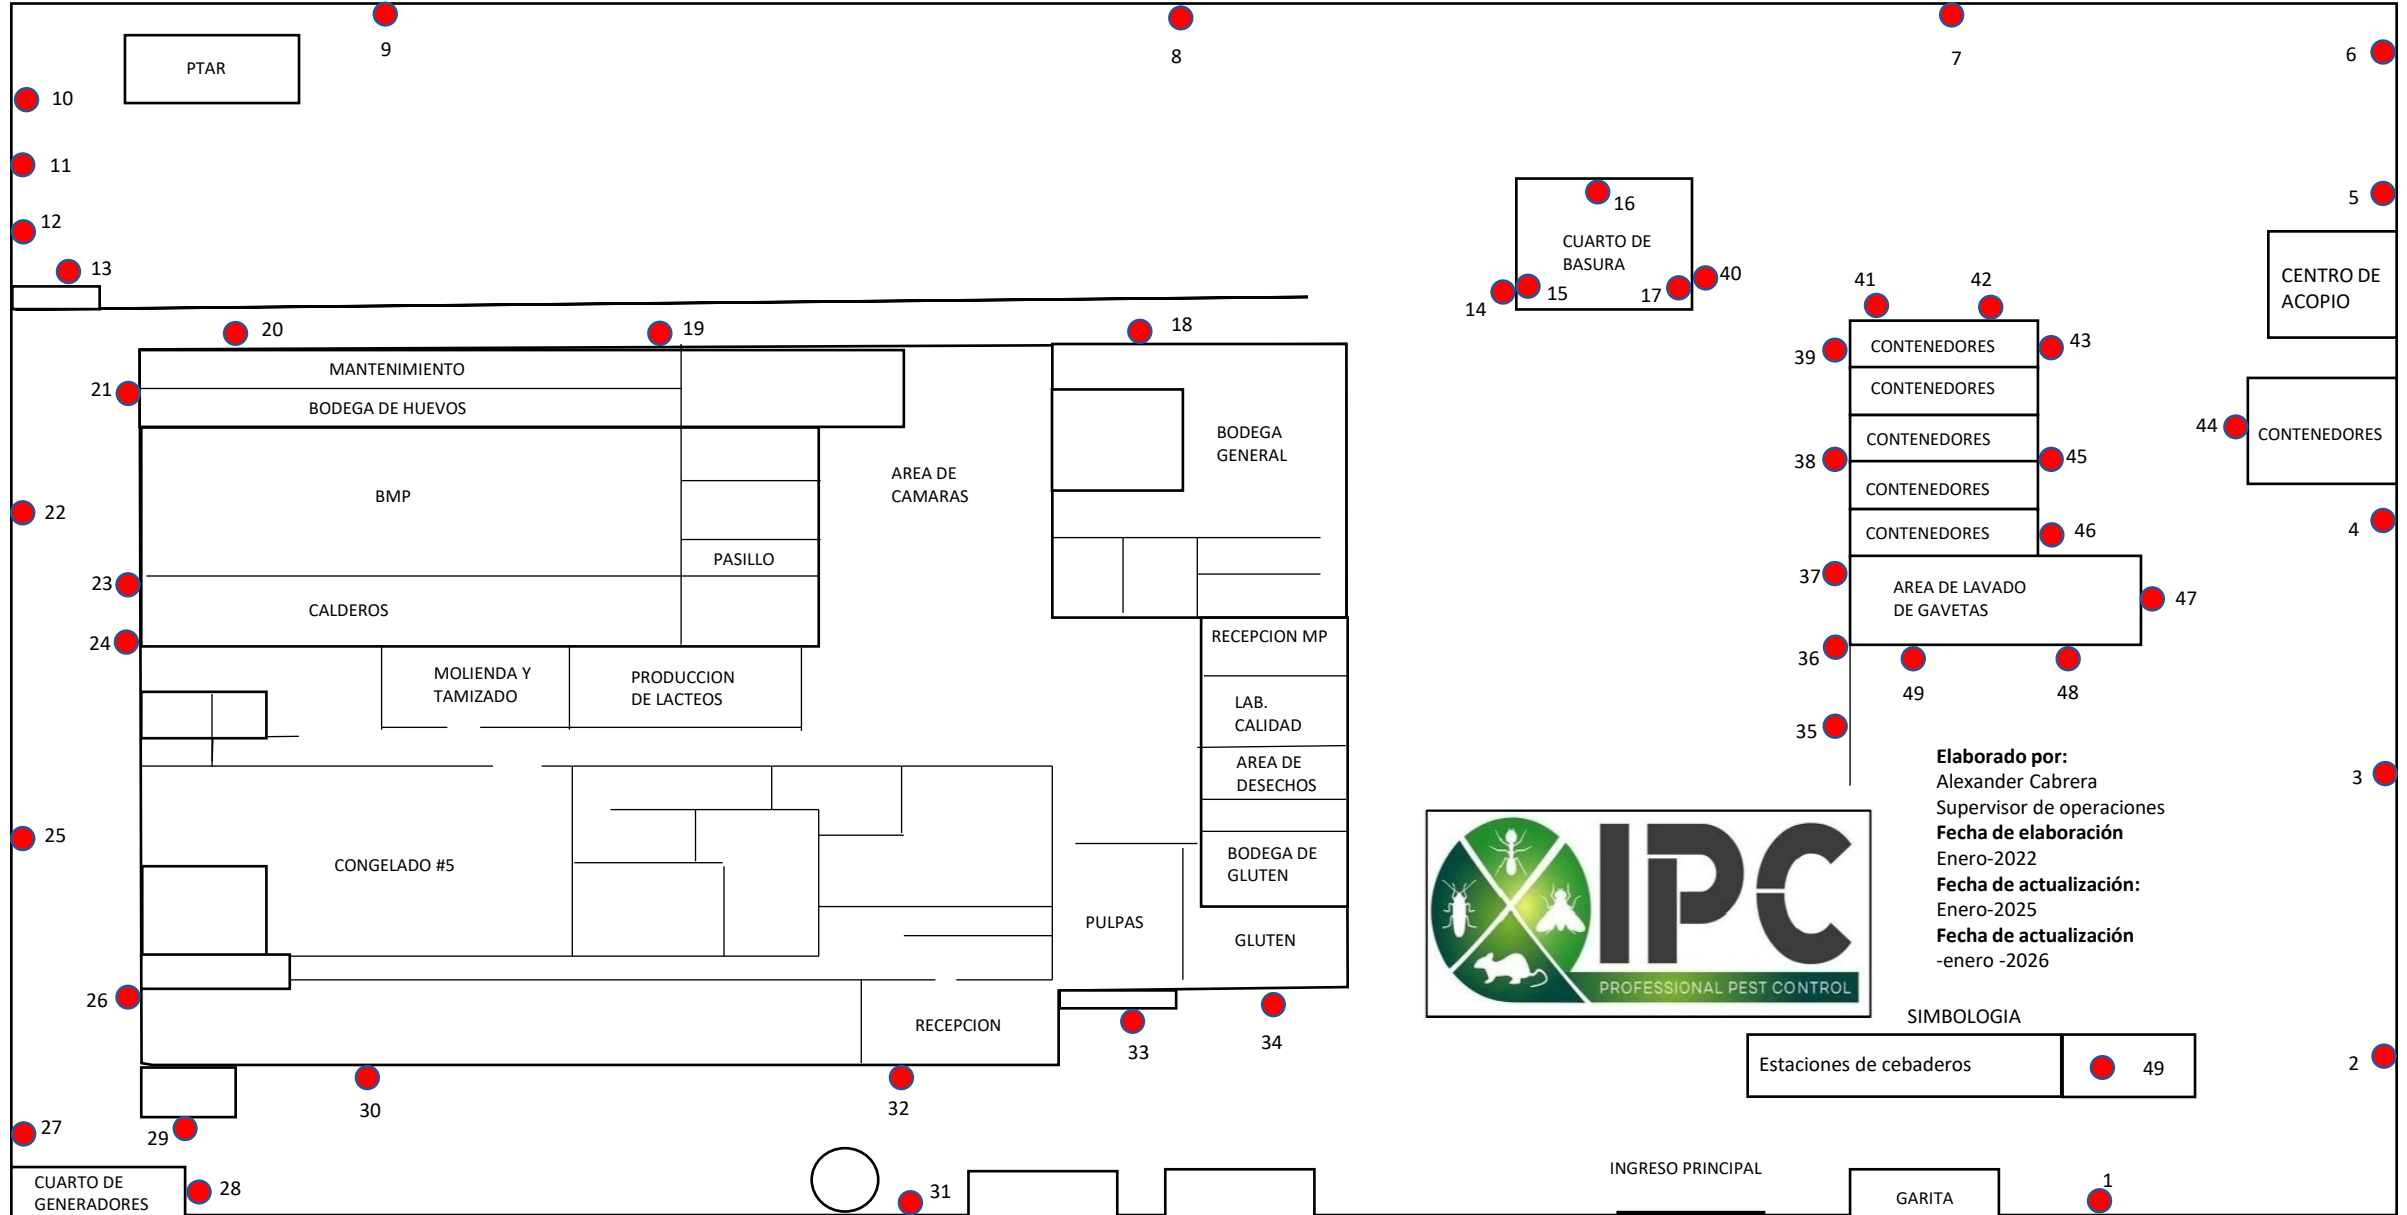 9
8
7
6
PTAR
10
11
12
13
16
5
CUARTO DE
BASURA
40
14
15
17
CENTRO DE
ACOPIO
41
42
20
19
18
39
CONTENEDORES
43
MANTENIMIENTO
21
CONTENEDORES
BODEGA DE HUEVOS
44
CONTENEDORES
BODEGA
GENERAL
CONTENEDORES
38
45
AREA DE
CAMARAS
BMP
CONTENEDORES
22
4
CONTENEDORES
46
PASILLO
23
37
AREA DE LAVADO
DE GAVETAS
47
CALDEROS
24
RECEPCION MP
36
MOLIENDA Y
TAMIZADO
PRODUCCION
DE LACTEOS
49
48
LAB.
CALIDAD
35
AREA DE
DESECHOS
3
Elaborado por:
Alexander Cabrera
Supervisor de operaciones
Fecha de elaboración
Enero-2022
Fecha de actualización:
Enero-2025
Fecha de actualización
-enero -2026
25
CONGELADO #5
BODEGA DE
GLUTEN
IPC
PROFESSIONAL PEST CONTROL
PULPAS
GLUTEN
26
RECEPCION
33
34
SIMBOLOGIA
Estaciones de cebaderos
49
2
30
32
27
29
CUARTO DE
GENERADORES
28
31
INGRESO PRINCIPAL
GARITA
1